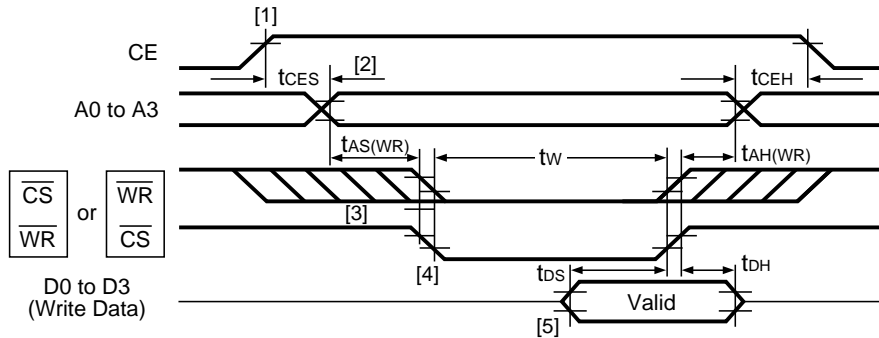 [1]
CE
tCES
[2]
tCEH
A0 to A3
tAS(WR)
tW
tAH(WR)
CS
WR
or
WR
CS
[3]
[4]
tDS
tDH
D0 to D3
(Write Data)
Valid
[5]